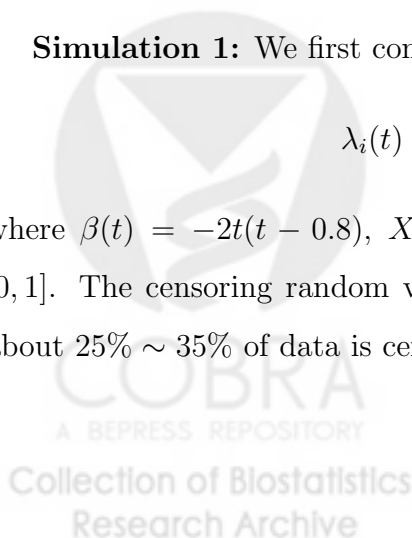 Simulation 1: We first con
λᵢ(t)
where β(t) = −2t(t − 0.8), X
0, 1]. The censoring random v
about 25% ∼ 35% of data is cen
COBRA
A BEPRESS REPOSITORY
Collection of Biostatistics
Research Archive